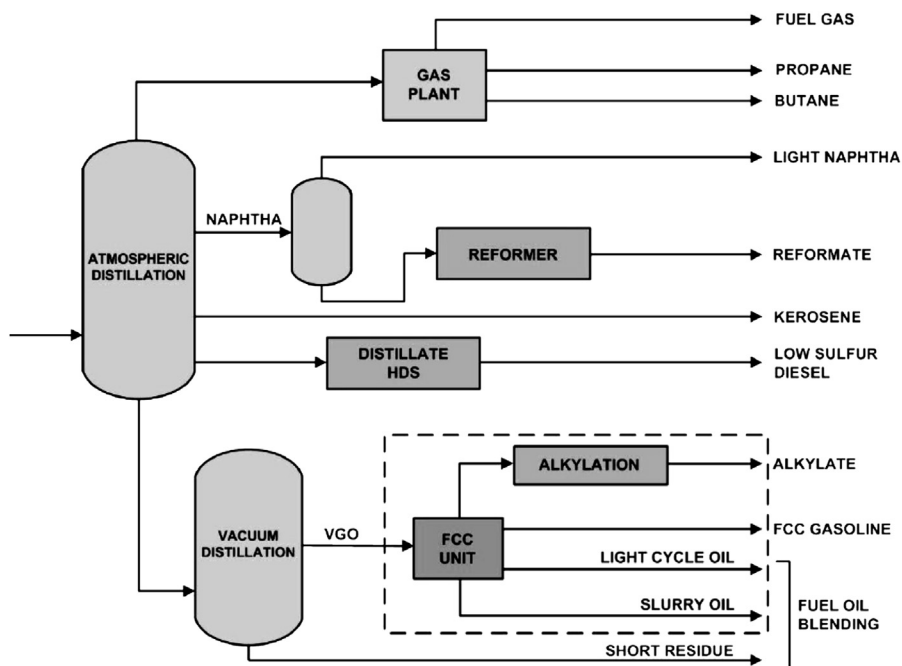 FUEL GAS
GAS
PLANT
PROPANE
BUTANE
LIGHT NAPHTHA
NAPHTHA
ATMOSPHERIC
DISTILLATION
REFORMER
REFORMATE
KEROSENE
DISTILLATE
HDS
LOW SULFUR
DIESEL
ALKYLATION
ALKYLATE
VACUUM
DISTILLATION
VGO
FCC
UNIT
FCC GASOLINE
LIGHT CYCLE OIL
SLURRY OIL
FUEL OIL
BLENDING
SHORT RESIDUE